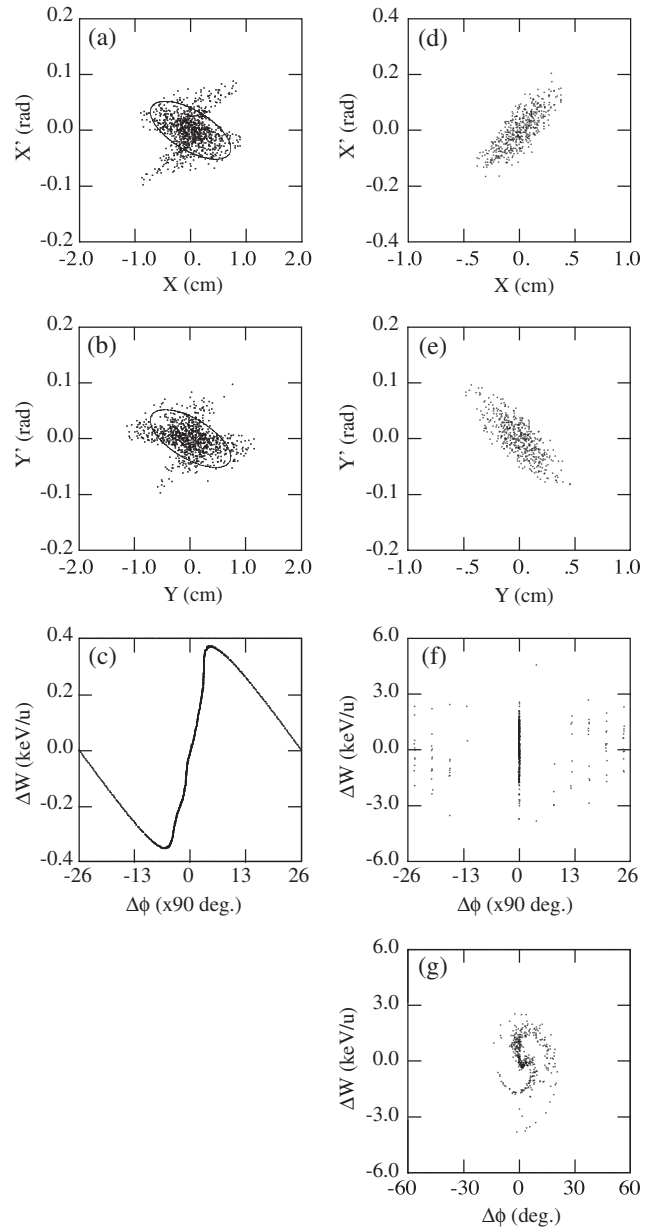 (a)
0.2
0.1
0.0
-0.1
-0.2
X' (rad)
-2.0 -1.0 0. 1.0 2.0
X (cm)
(d)
0.4
0.2
0.0
-0.2
-0.4
X' (rad)
-1.0 -.5 0 .5 1.0
X (cm)
(b)
0.2
0.1
0.0
-0.1
-0.2
Y' (rad)
-2.0 -1.0 0. 1.0 2.0
Y (cm)
(e)
0.2
0.1
0.0
-0.1
-0.2
Y' (rad)
-1.0 -.5 0. .5 1.0
Y (cm)
(c)
0.4
0.2
0.0
-0.2
-0.4
ΔW (keV/u)
-26 -13 0 13 26
Δϕ (x90 deg.)
(f)
6.0
3.0
0.0
-3.0
-6.0
ΔW (keV/u)
-26 -13 0 13 26
Δϕ (x90 deg.)
(g)
6.0
3.0
0.0
-3.0
-6.0
ΔW (keV/u)
-60 -30 0 30 60
Δϕ (deg.)